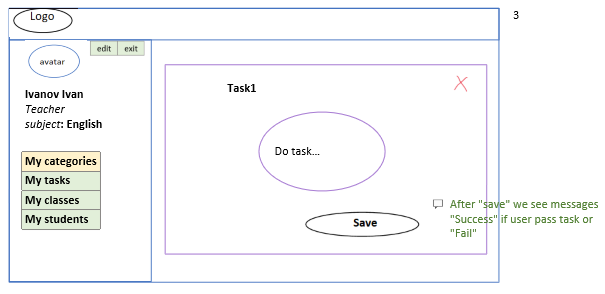 Logo
3
edit exit
avatar
Ivanov Ivan
Teacher
subject: English
My categories
My tasks
My classes
My students
Task1
Do task...
Save
After "save" we see messages
"Success" if user pass task or
"Fail"